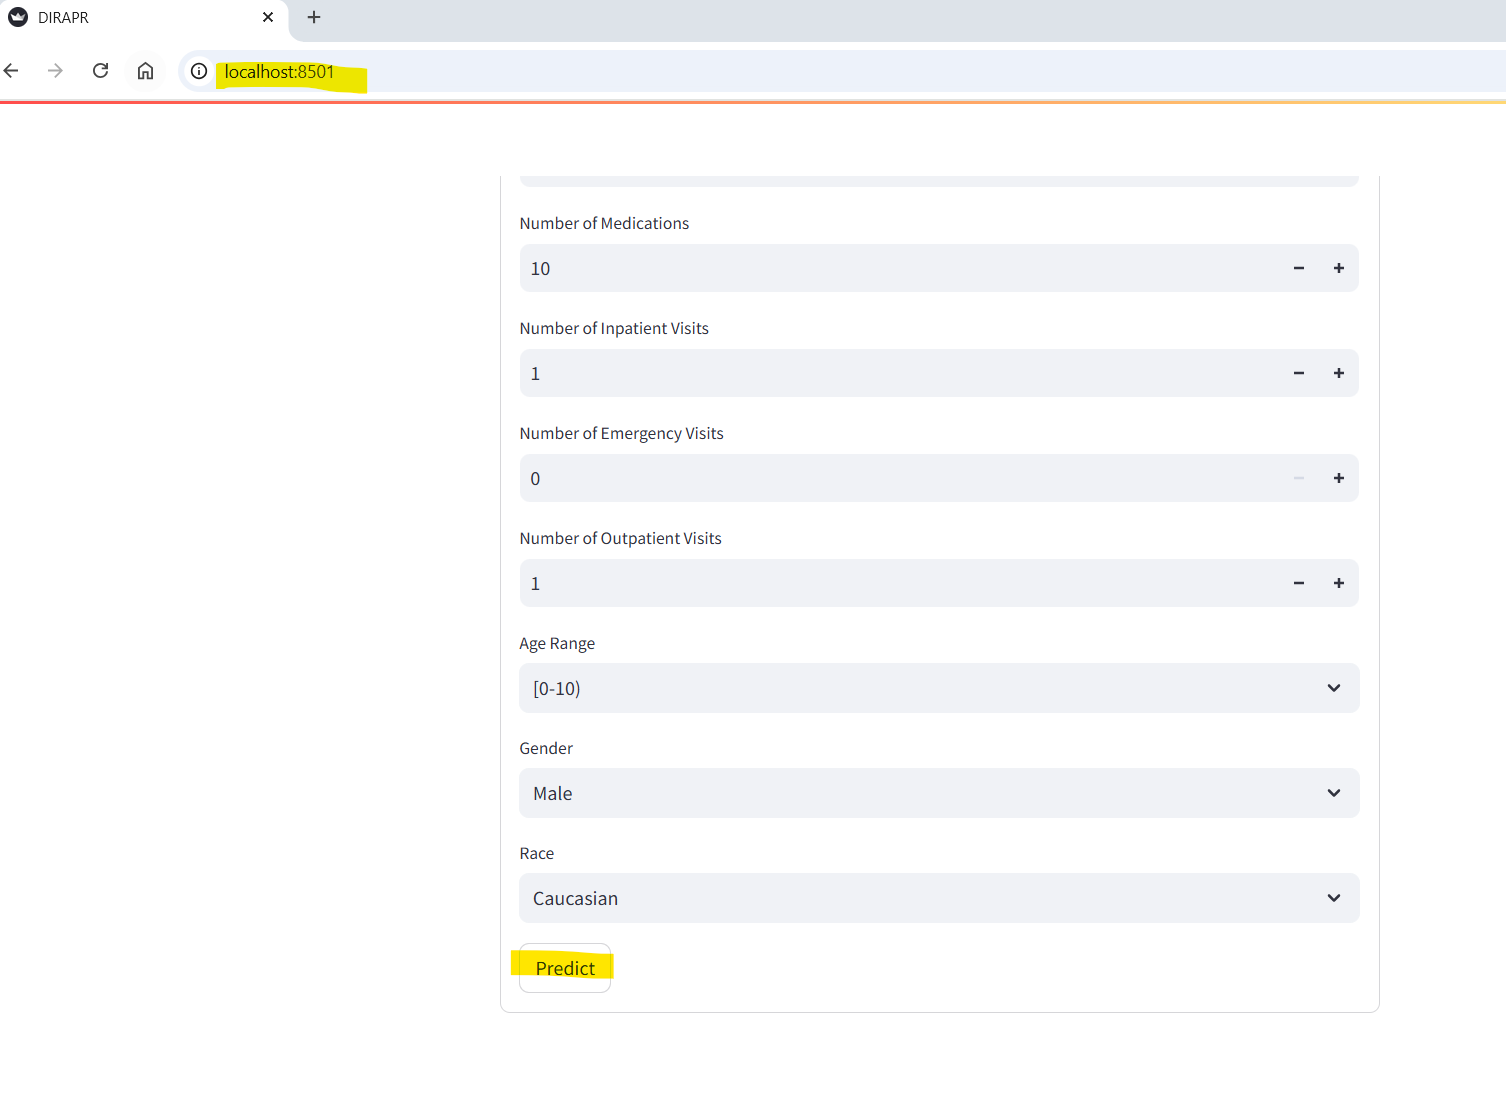 DIRAPR
localhost:8501
Number of Medications
10
Number of Inpatient Visits
1
Number of Emergency Visits
0
Number of Outpatient Visits
1
Age Range
[0-10)
Gender
Male
Race
Caucasian
Predict